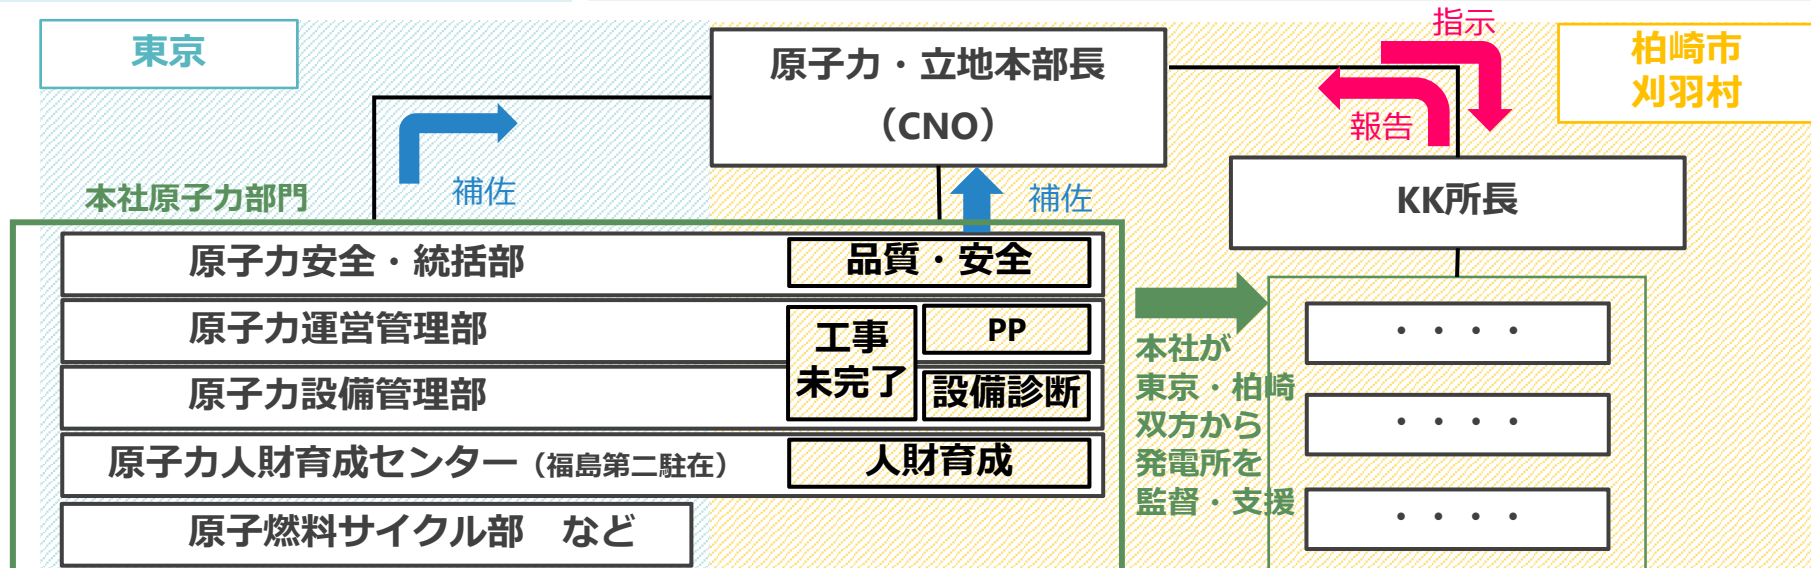 東京
原子力・立地本部長
（CNO）
指示
報告
柏崎市
刈羽村
補佐
補佐
KK所長
本社原子力部門
原子力安全・統括部
品質・安全
原子力運営管理部
工事
未完了
PP
原子力設備管理部
設備診断
原子力人財育成センター（福島第二駐在）
人財育成
原子燃料サイクル部　など
本社が
東京・柏崎
双方から
発電所を
監督・支援
・・・・
・・・・
・・・・